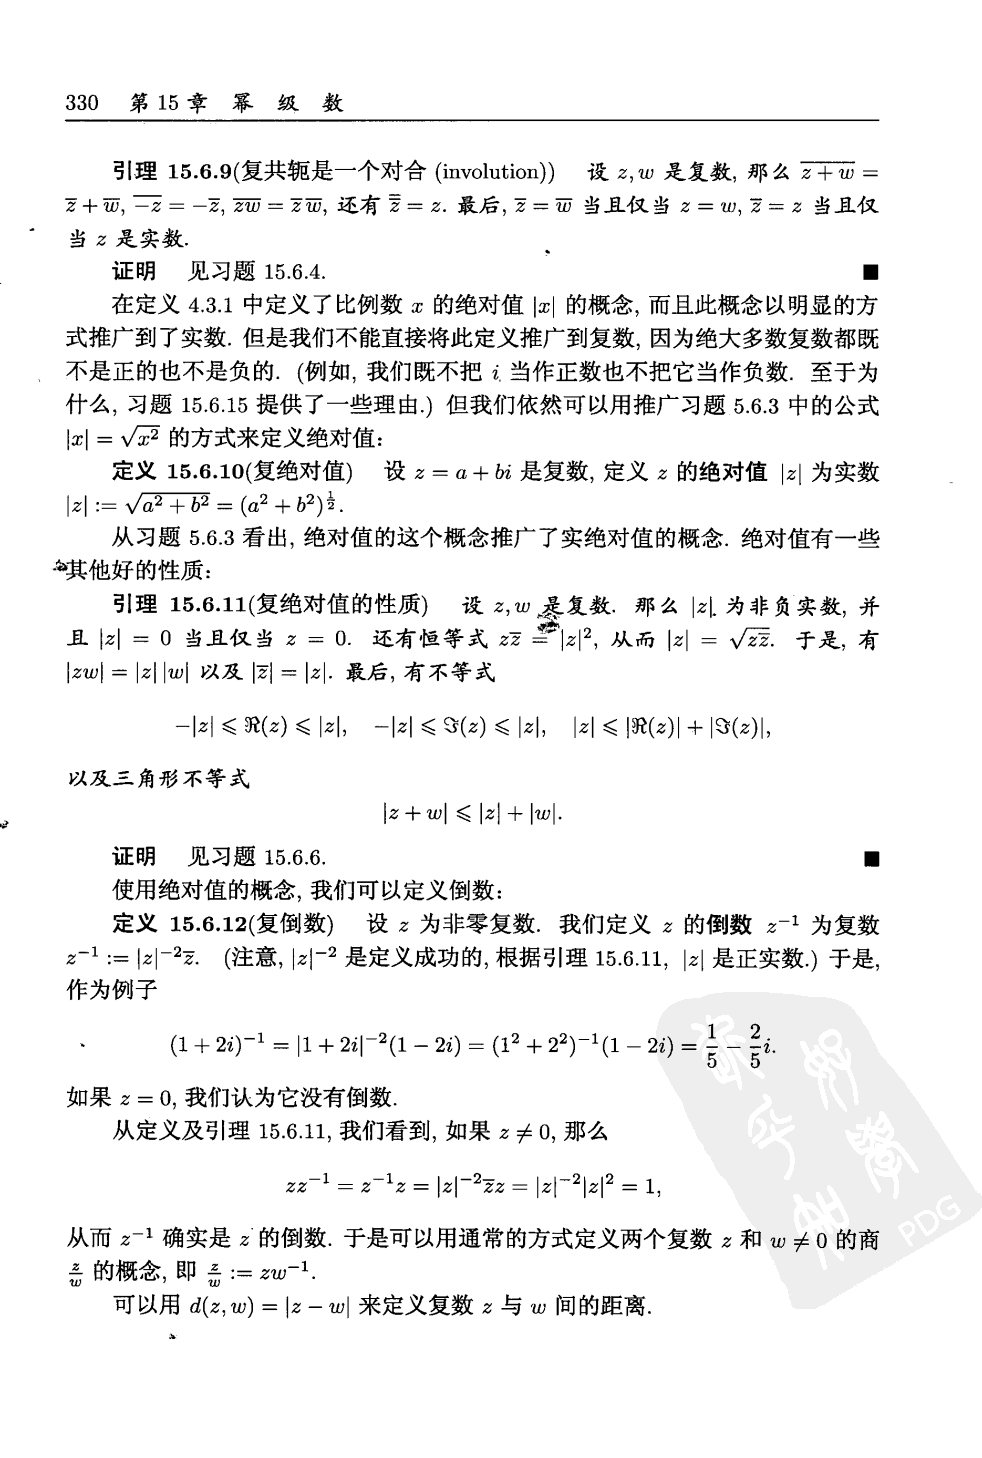 330 第 15 章 幂 级 数
引理 15.6.9(复共轭是一个对合 (involution)) 设 z, w 是复数, 那么 $\overline{z+w}$ =
$\overline{z}+\overline{w}$, $\overline{-z}=-\overline{z}$, $\overline{zw}=\overline{z}\,\overline{w}$, 还有 $\overline{\overline{z}}=z$. 最后, $\overline{z}=\overline{w}$ 当且仅当 z = w, $\overline{z}=z$ 当且仅
当 z 是实数.
证明 见习题 15.6.4. ■
在定义 4.3.1 中定义了比例数 x 的绝对值 |x| 的概念, 而且此概念以明显的方
式推广到了实数. 但是我们不能直接将此定义推广到复数, 因为绝大多数复数都既
不是正的也不是负的. (例如, 我们既不把 i 当作正数也不把它当作负数. 至于为
什么, 习题 15.6.15 提供了一些理由.) 但我们依然可以用推广习题 5.6.3 中的公式
$|x|=\sqrt{x^2}$ 的方式来定义绝对值:
定义 15.6.10(复绝对值) 设 z = a + bi 是复数, 定义 z 的绝对值 |z| 为实数
$|z|:=\sqrt{a^2+b^2}=(a^2+b^2)^{\frac{1}{2}}$.
从习题 5.6.3 看出, 绝对值的这个概念推广了实绝对值的概念. 绝对值有一些
其他好的性质:
引理 15.6.11(复绝对值的性质) 设 z, w 是复数. 那么 |z| 为非负实数, 并
且 |z| = 0 当且仅当 z = 0. 还有恒等式 $z\overline{z}=|z|^2$, 从而 $|z|=\sqrt{z\overline{z}}$. 于是, 有
|zw| = |z| |w| 以及 $|\overline{z}|=|z|$. 最后, 有不等式
$-|z|\leqslant\Re(z)\leqslant|z|,\quad -|z|\leqslant\Im(z)\leqslant|z|,\quad |z|\leqslant|\Re(z)|+|\Im(z)|,$
以及三角形不等式
$|z+w|\leqslant|z|+|w|.$
证明 见习题 15.6.6. ■
使用绝对值的概念, 我们可以定义倒数:
定义 15.6.12(复倒数) 设 z 为非零复数. 我们定义 z 的倒数 $z^{-1}$ 为复数
$z^{-1}:=|z|^{-2}\overline{z}$. (注意, $|z|^{-2}$ 是定义成功的, 根据引理 15.6.11, |z| 是正实数.) 于是,
作为例子
$(1+2i)^{-1}=|1+2i|^{-2}(1-2i)=(1^2+2^2)^{-1}(1-2i)=\frac{1}{5}-\frac{2}{5}i.$
如果 z = 0, 我们认为它没有倒数.
从定义及引理 15.6.11, 我们看到, 如果 z ≠ 0, 那么
$zz^{-1}=z^{-1}z=|z|^{-2}\overline{z}z=|z|^{-2}|z|^2=1,$
从而 $z^{-1}$ 确实是 z 的倒数. 于是可以用通常的方式定义两个复数 z 和 w ≠ 0 的商
$\frac{z}{w}$ 的概念, 即 $\frac{z}{w}:=zw^{-1}$.
可以用 d(z, w) = |z − w| 来定义复数 z 与 w 间的距离.
PDG